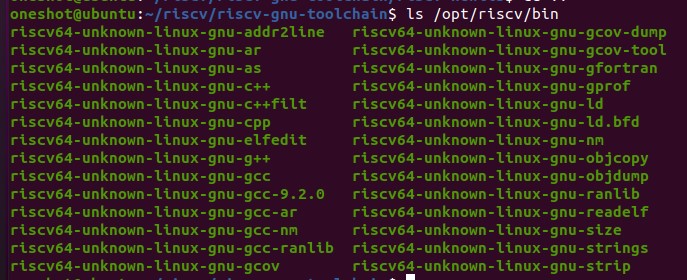 oneshot@ubuntu:~/riscv/riscv-gnu-toolchain$ ls /opt/riscv/bin
riscv64-unknown-linux-gnu-addr2line riscv64-unknown-linux-gnu-gcov-dump
riscv64-unknown-linux-gnu-ar riscv64-unknown-linux-gnu-gcov-tool
riscv64-unknown-linux-gnu-as riscv64-unknown-linux-gnu-gfortran
riscv64-unknown-linux-gnu-c++ riscv64-unknown-linux-gnu-gprof
riscv64-unknown-linux-gnu-c++filt riscv64-unknown-linux-gnu-ld
riscv64-unknown-linux-gnu-cpp riscv64-unknown-linux-gnu-ld.bfd
riscv64-unknown-linux-gnu-elfedit riscv64-unknown-linux-gnu-nm
riscv64-unknown-linux-gnu-g++ riscv64-unknown-linux-gnu-objcopy
riscv64-unknown-linux-gnu-gcc riscv64-unknown-linux-gnu-objdump
riscv64-unknown-linux-gnu-gcc-9.2.0 riscv64-unknown-linux-gnu-ranlib
riscv64-unknown-linux-gnu-gcc-ar riscv64-unknown-linux-gnu-readelf
riscv64-unknown-linux-gnu-gcc-nm riscv64-unknown-linux-gnu-size
riscv64-unknown-linux-gnu-gcc-ranlib riscv64-unknown-linux-gnu-strings
riscv64-unknown-linux-gnu-gcov riscv64-unknown-linux-gnu-strip